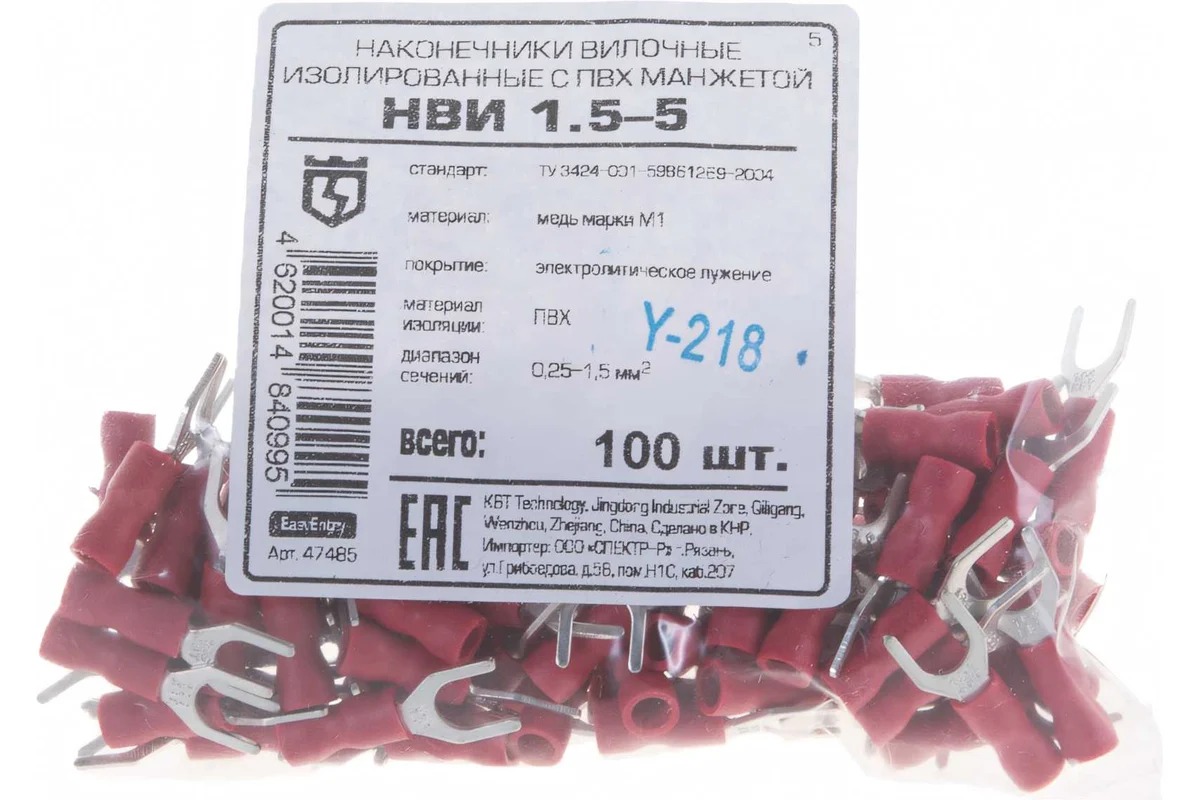 5
НАКОНЕЧНИКИ ВИЛОЧНЫЕ
ИЗОЛИРОВАННЫЕ С ПВХ МАНЖЕТОЙ
НВИ 1.5–5
стандарт: ТУ 3424-001-59861269-2004
материал: медь марки М1
покрытие: электролитическое лужение
материал
изоляции: ПВХ
диапазон
сечений: 0,25–1,5 мм²
Y-218
всего: 100 шт.
4 620014 840995
EasyEntry
Арт. 47485
EAC
КВТ Technology. Jingdong Industrial Zone, Qiligang,
Wenzhou, Zhejiang, China. Сделано в КНР.
Импортер: ООО «СПЕКТР-Р» г.Рязань,
ул.Грибоедова, д.58, пом.Н1С, каб.207